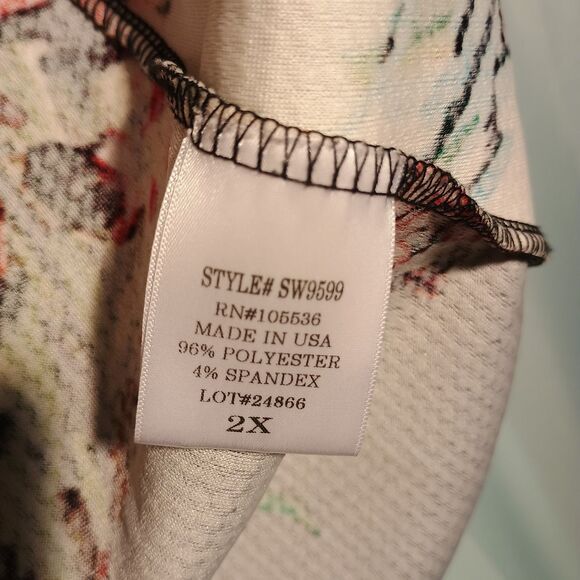 STYLE# SW9599
RN#105536
MADE IN USA
96% POLYESTER
4% SPANDEX
LOT#24866
2X